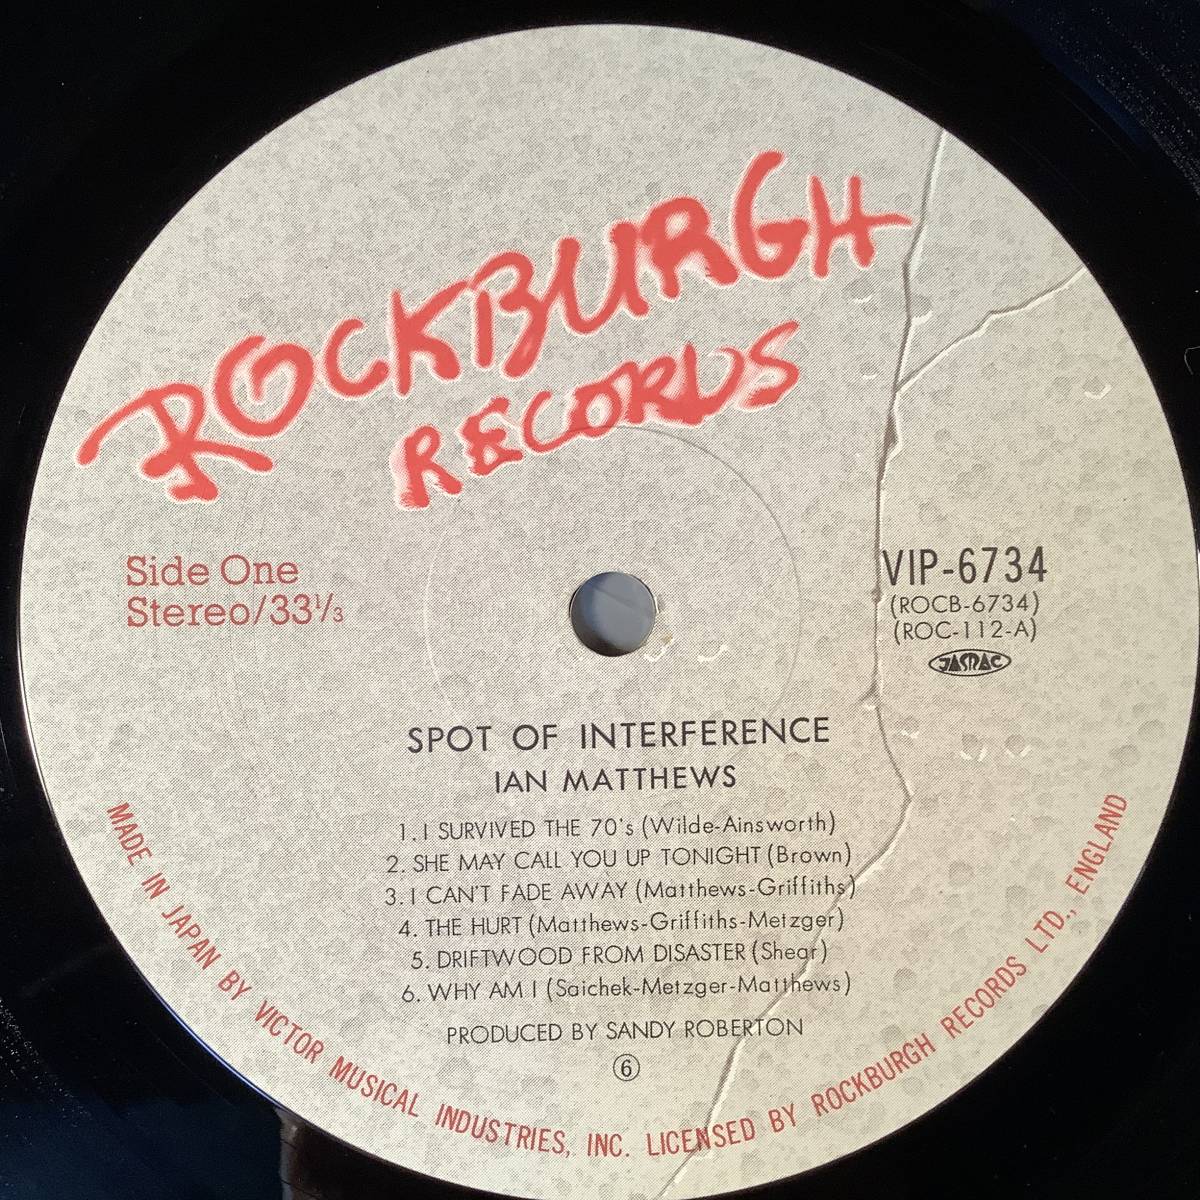 ROCKBURGH
RECORDS
Side One
Stereo/33⅓
VIP-6734
(ROCB-6734)
(ROC-112-A)
JASRAC
SPOT OF INTERFERENCE
IAN MATTHEWS
1. I SURVIVED THE 70's (Wilde-Ainsworth)
2. SHE MAY CALL YOU UP TONIGHT (Brown)
3. I CAN'T FADE AWAY (Matthews-Griffiths)
4. THE HURT (Matthews-Griffiths-Metzger)
5. DRIFTWOOD FROM DISASTER (Shear)
6. WHY AM I (Saichek-Metzger-Matthews)
PRODUCED BY SANDY ROBERTON
⑥
MADE IN JAPAN BY VICTOR MUSICAL INDUSTRIES, INC. LICENSED BY ROCKBURGH RECORDS LTD., ENGLAND